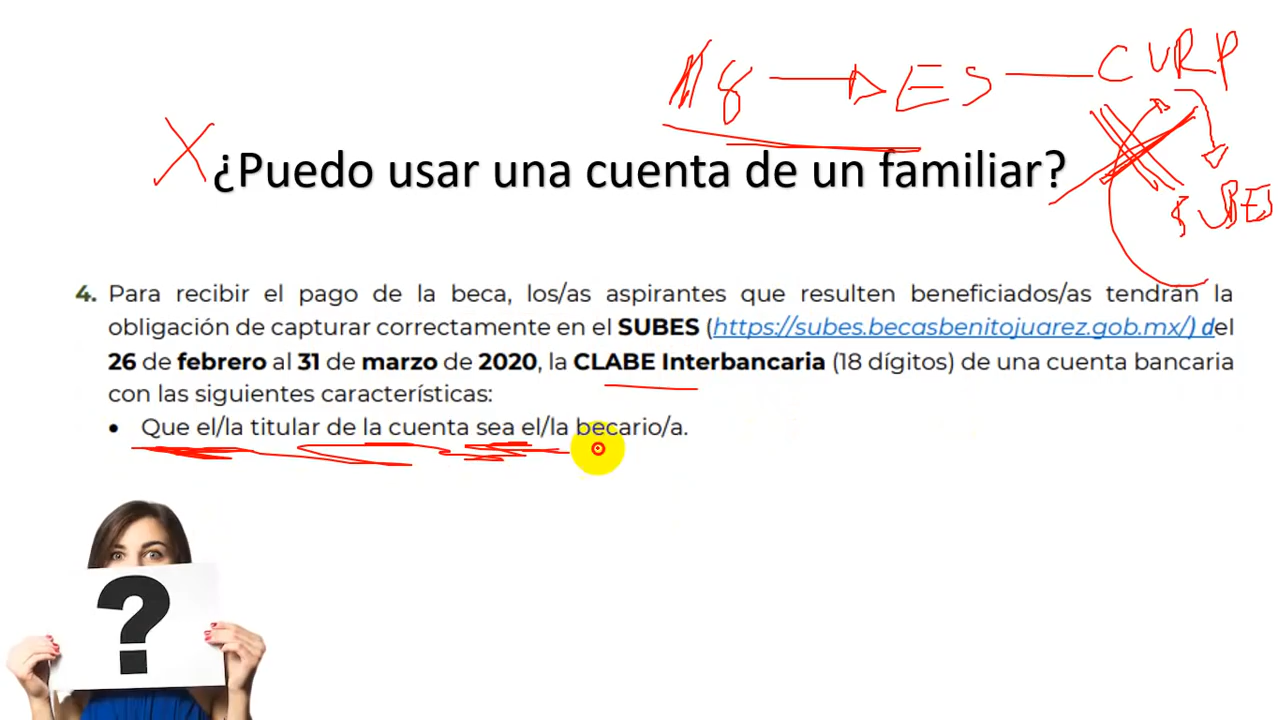 18 → ES — CURP
SUBES
X ¿Puedo usar una cuenta de un familiar?
4. Para recibir el pago de la beca, los/as aspirantes que resulten beneficiados/as tendrán la
obligación de capturar correctamente en el SUBES (https://subes.becasbenitojuarez.gob.mx/) del
26 de febrero al 31 de marzo de 2020, la CLABE Interbancaria (18 dígitos) de una cuenta bancaria
con las siguientes características:
• Que el/la titular de la cuenta sea el/la becario/a.
?